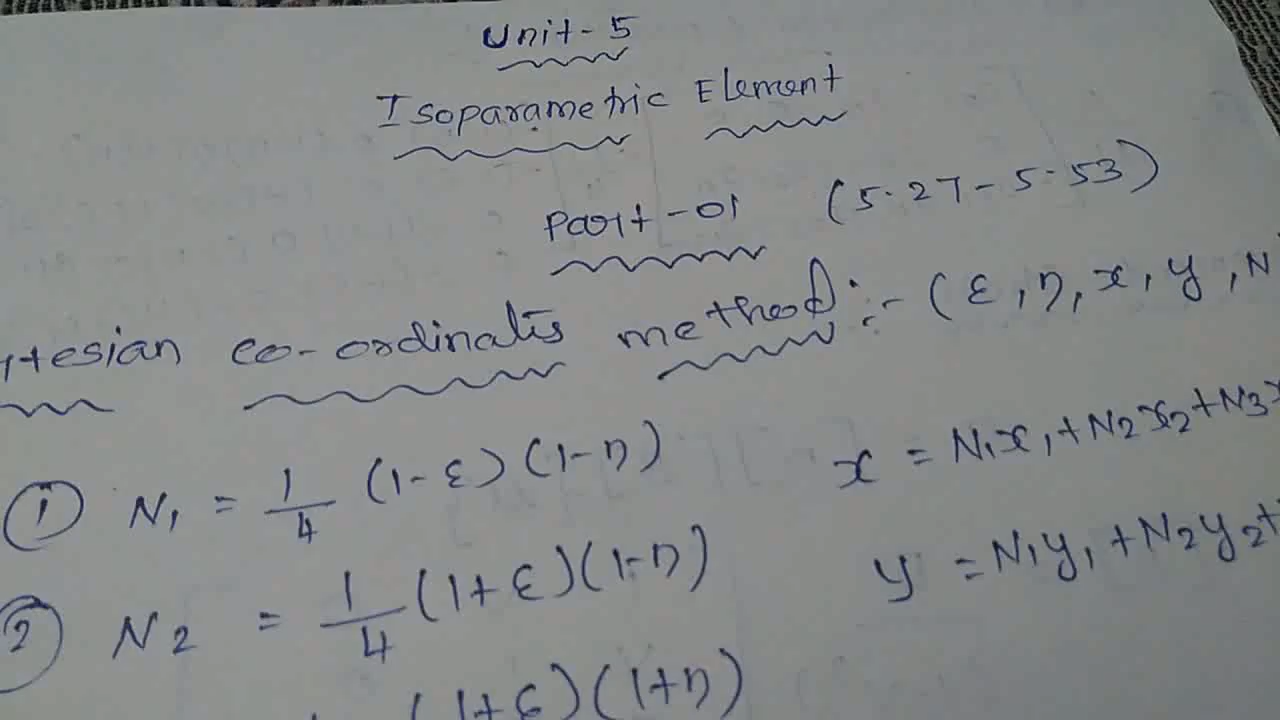 Unit-5
Isoparametric Element
Part-01 (5.27-5.53)
rtesian co-ordinates method:- (ε, η, x, y, N
① N1 = 1/4 (1-ε)(1-η) x = N1x1+N2x2+N3x
② N2 = 1/4 (1+ε)(1-η) y = N1y1+N2y2+
(1+ε)(1+η)